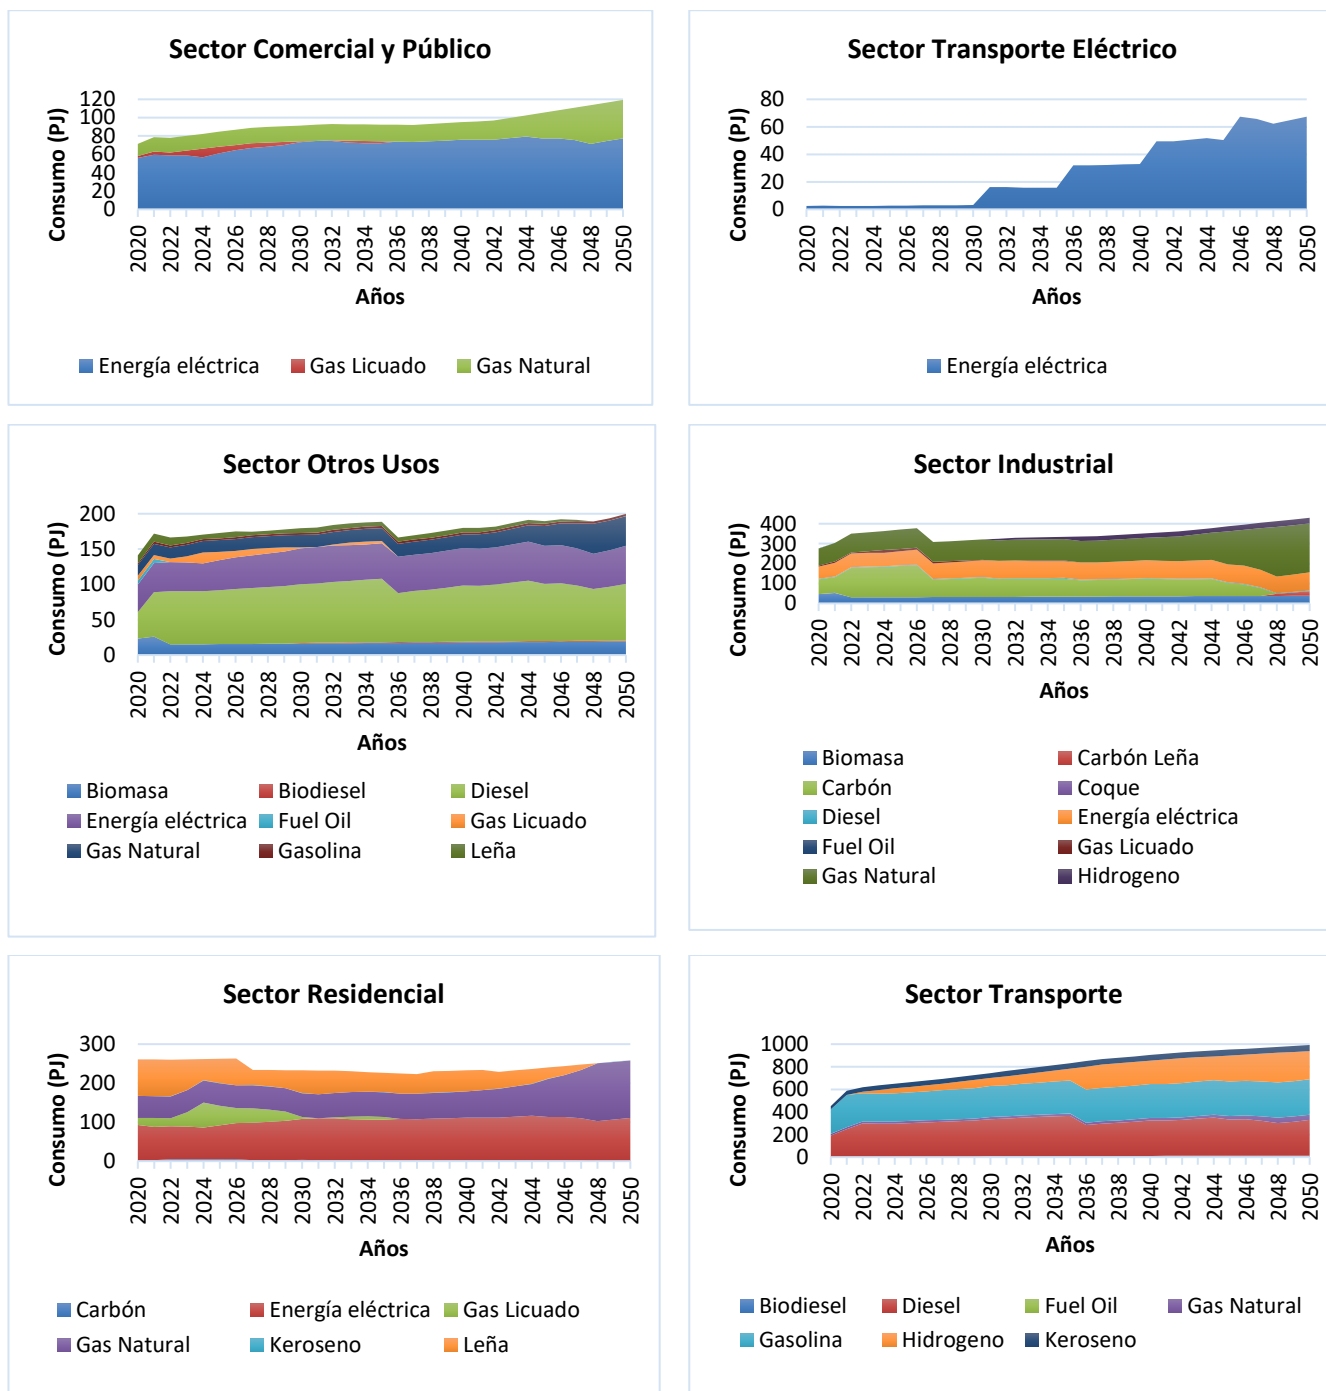 Sector Comercial y Público
Consumo (PJ)
120
100
80
60
40
20
0
2020 2022 2024 2026 2028 2030 2032 2034 2036 2038 2040 2042 2044 2046 2048 2050
Años
Energía eléctrica Gas Licuado Gas Natural
Sector Transporte Eléctrico
Consumo (PJ)
80
60
40
20
0
2020 2022 2024 2026 2028 2030 2032 2034 2036 2038 2040 2042 2044 2046 2048 2050
Años
Energía eléctrica
Sector Otros Usos
Consumo (PJ)
200
150
100
50
0
2020 2022 2024 2026 2028 2030 2032 2034 2036 2038 2040 2042 2044 2046 2048 2050
Años
Biomasa Biodiesel Diesel
Energía eléctrica Fuel Oil Gas Licuado
Gas Natural Gasolina Leña
Sector Industrial
Consumo (PJ)
400
300
200
100
0
2020 2022 2024 2026 2028 2030 2032 2034 2036 2038 2040 2042 2044 2046 2048 2050
Años
Biomasa Carbón Leña
Carbón Coque
Diesel Energía eléctrica
Fuel Oil Gas Licuado
Gas Natural Hidrogeno
Sector Residencial
Consumo (PJ)
300
200
100
0
2020 2022 2024 2026 2028 2030 2032 2034 2036 2038 2040 2042 2044 2046 2048 2050
Años
Carbón Energía eléctrica Gas Licuado
Gas Natural Keroseno Leña
Sector Transporte
Consumo (PJ)
1000
800
600
400
200
0
2020 2022 2024 2026 2028 2030 2032 2034 2036 2038 2040 2042 2044 2046 2048 2050
Años
Biodiesel Diesel Fuel Oil Gas Natural
Gasolina Hidrogeno Keroseno